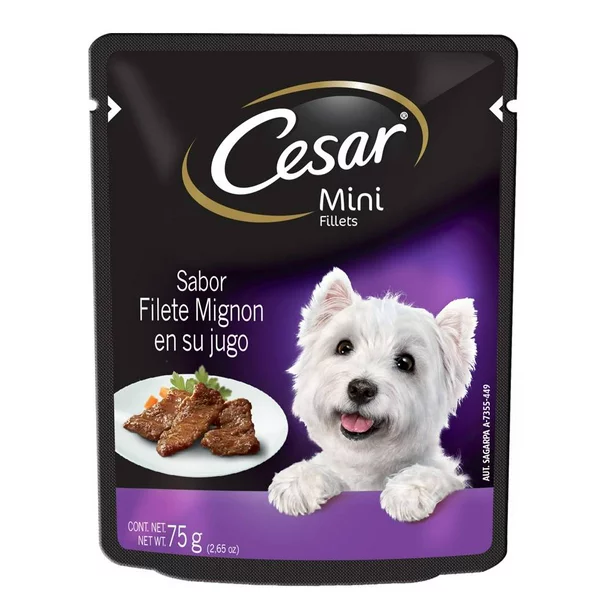 Cesar®
Mini
Fillets
Sabor
Filete Mignon
en su jugo
AUT. SAGARPA A-7355-449
CONT. NET.
NET WT. 75 g (2,65 oz)